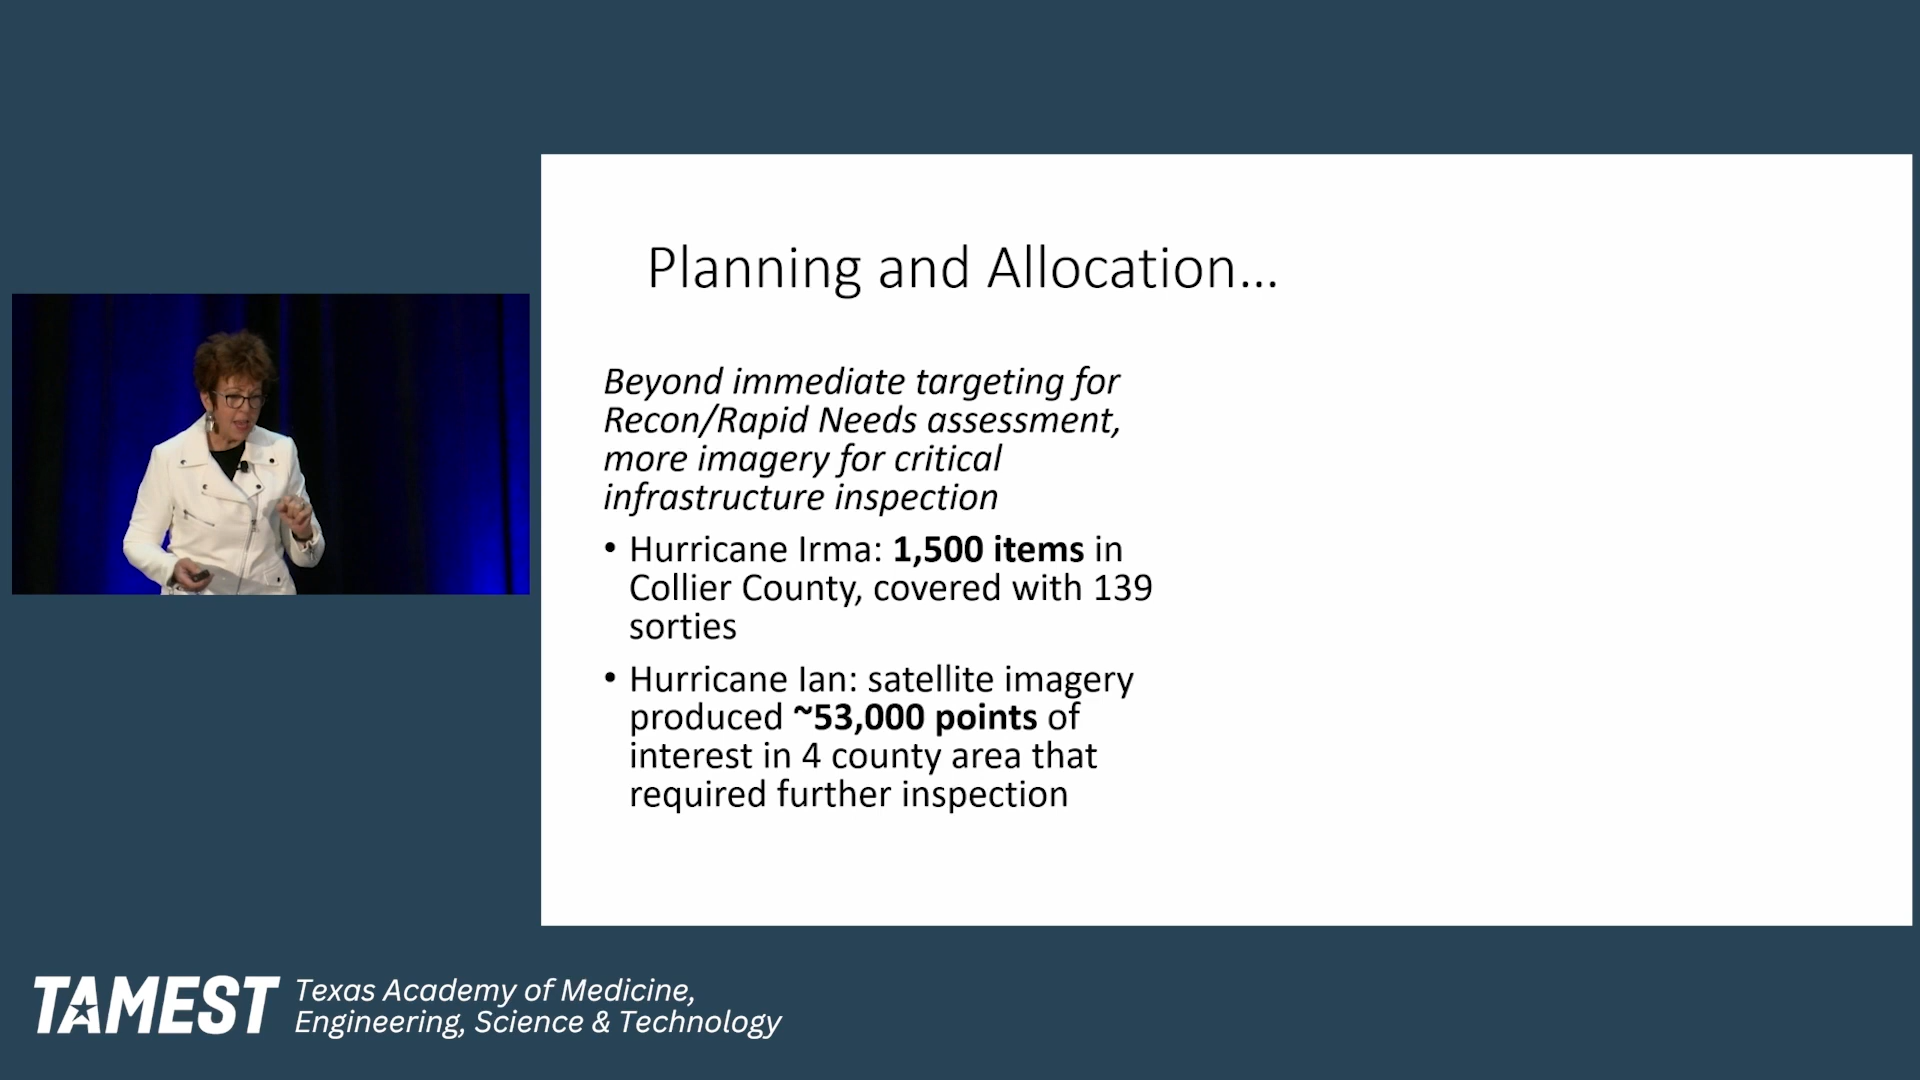 Planning and Allocation...
Beyond immediate targeting for
Recon/Rapid Needs assessment,
more imagery for critical
infrastructure inspection
• Hurricane Irma: 1,500 items in
Collier County, covered with 139
sorties
• Hurricane Ian: satellite imagery
produced ~53,000 points of
interest in 4 county area that
required further inspection
TAMEST
Texas Academy of Medicine,
Engineering, Science & Technology